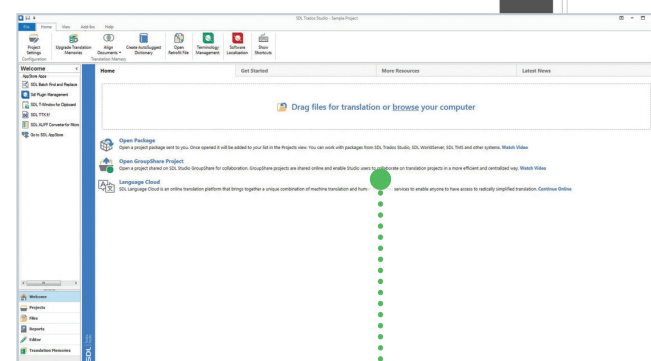 SDL Trados Studio - Sample Project
File Home View Add-Ins Help
Project Settings
Upgrade Translation Memories
Align Documents
Create AutoSuggest Dictionary
Open Retrofit File
Terminology Management
Software Localisation
Show Shortcuts
Configuration Translation Memory
Welcome
AppStore Apps
SDL Batch Find and Replace
Sdl Plugin Management
SDL T-Window for Clipboard
SDL TTX It!
SDL XLIFF Converter for Micro
Go to SDL AppStore
Welcome
Projects
Files
Reports
Editor
Translation Memories
SDL
Home Get Started More Resources Latest News
Drag files for translation or browse your computer
Open Package
Open a project package sent to you. Once opened it will be added to your list in the Projects view. You can work with packages from SDL Trados Studio, SDL WorldServer, SDL TMS and other systems. Watch Video
Open GroupShare Project
Open a project shared on SDL Studio GroupShare for collaboration. GroupShare projects are shared online and enable Studio users to collaborate on translation projects in a more efficient and centralized way. Watch Video
Language Cloud
SDL Language Cloud is an online translation platform that brings together a unique combination of machine translation and hum services to enable anyone to have access to radically simplified translation. Continue Online